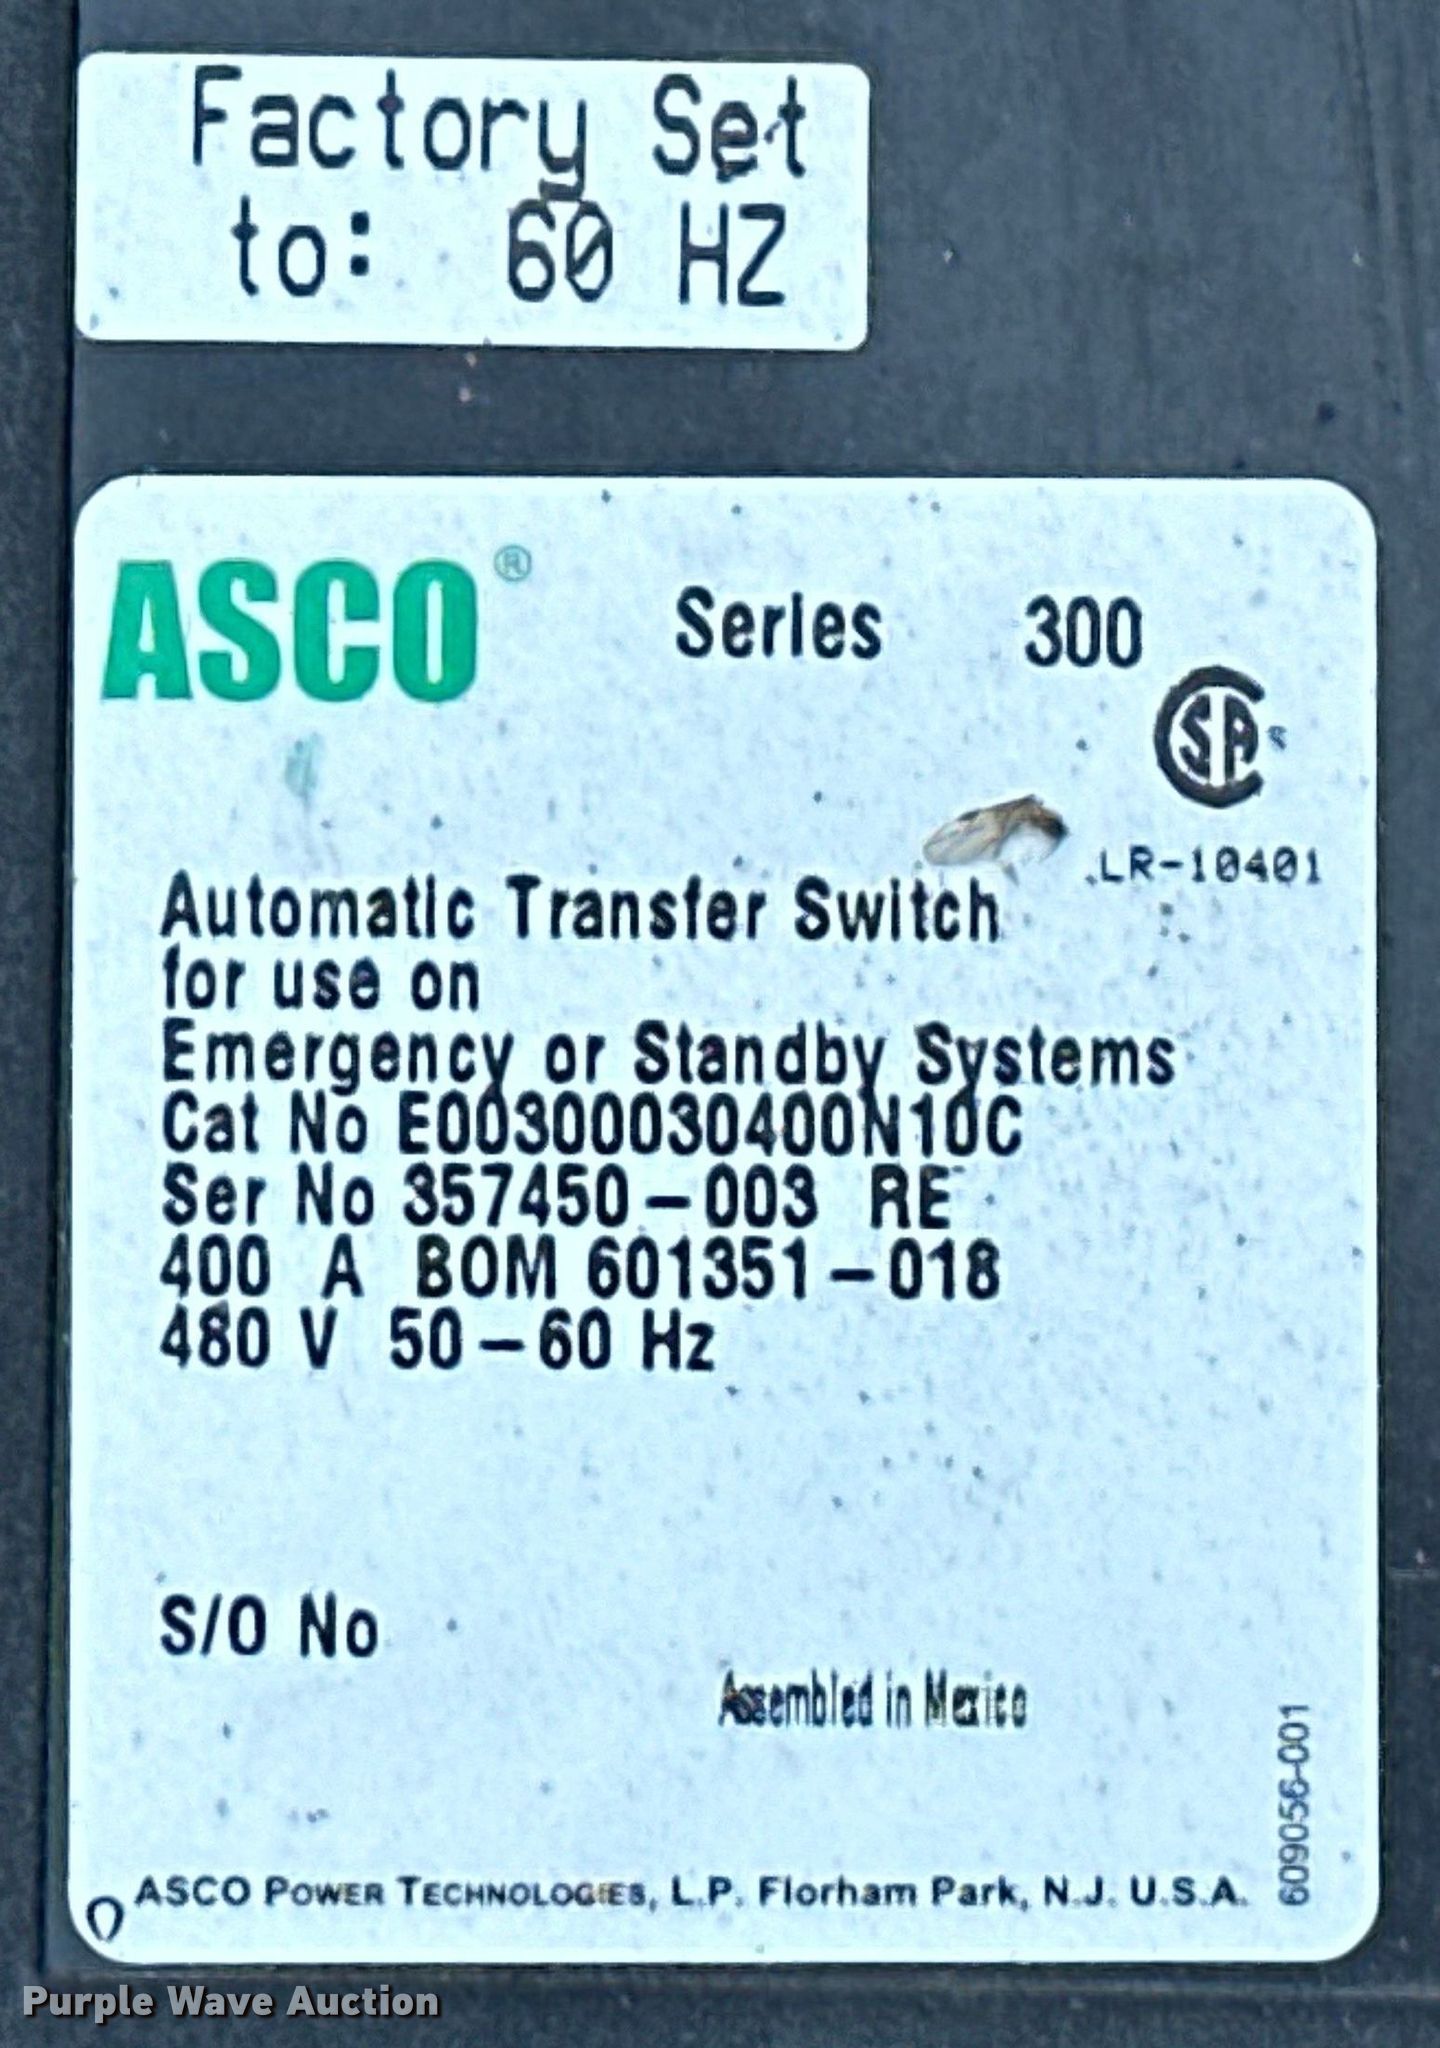 Factory Set
to: 60 HZ
ASCO®
Series 300
CSA®
LR-10401
Automatic Transfer Switch
for use on
Emergency or Standby Systems
Cat No E00300030400N10C
Ser No 357450-003 RE
400 A BOM 601351-018
480 V 50-60 Hz
S/O No
Assembled in Mexico
609056-001
ASCO POWER TECHNOLOGIES, L.P. Florham Park, N.J. U.S.A.
Purple Wave Auction